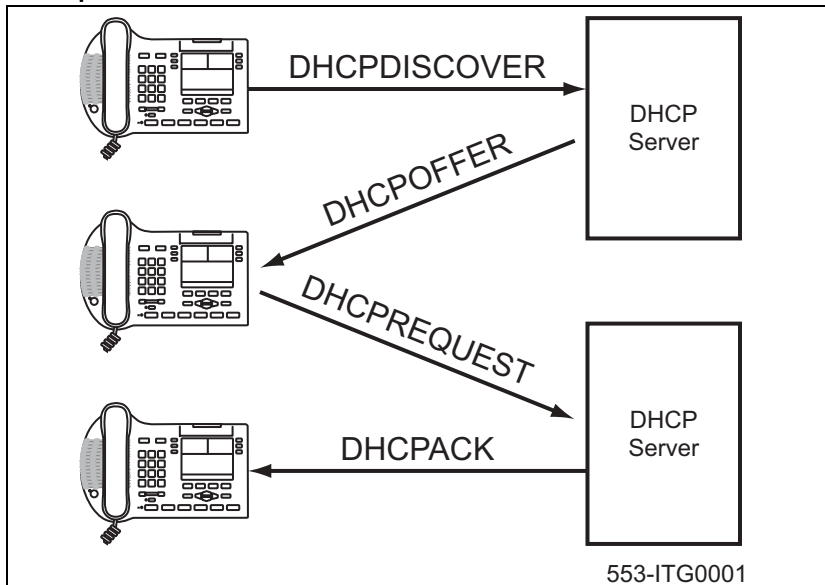 DHCPDISCOVER
DHCP
Server
DHCPOFFER
DHCPREQUEST
DHCP
Server
DHCPACK
553-ITG0001